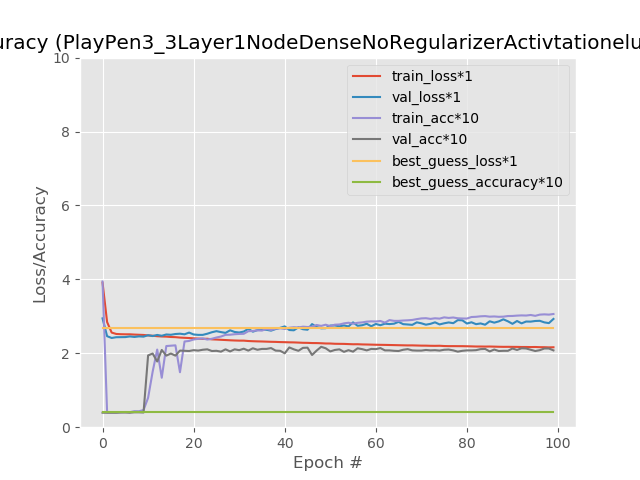 uracy (PlayPen3_3Layer1NodeDenseNoRegularizerActivtationelu
train_loss*1
val_loss*1
train_acc*10
val_acc*10
best_guess_loss*1
best_guess_accuracy*10
Loss/Accuracy
10
8
6
4
2
0
0 20 40 60 80 100
Epoch #